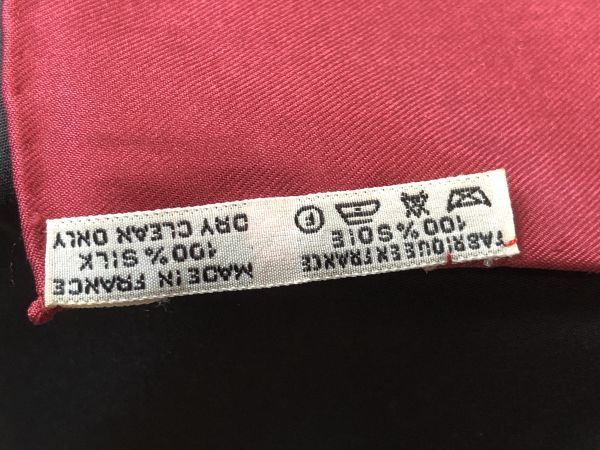 FABRIQUE EN FRANCE
100% SOIE
F
MADE IN FRANCE
100% SILK
DRY CLEAN ONLY